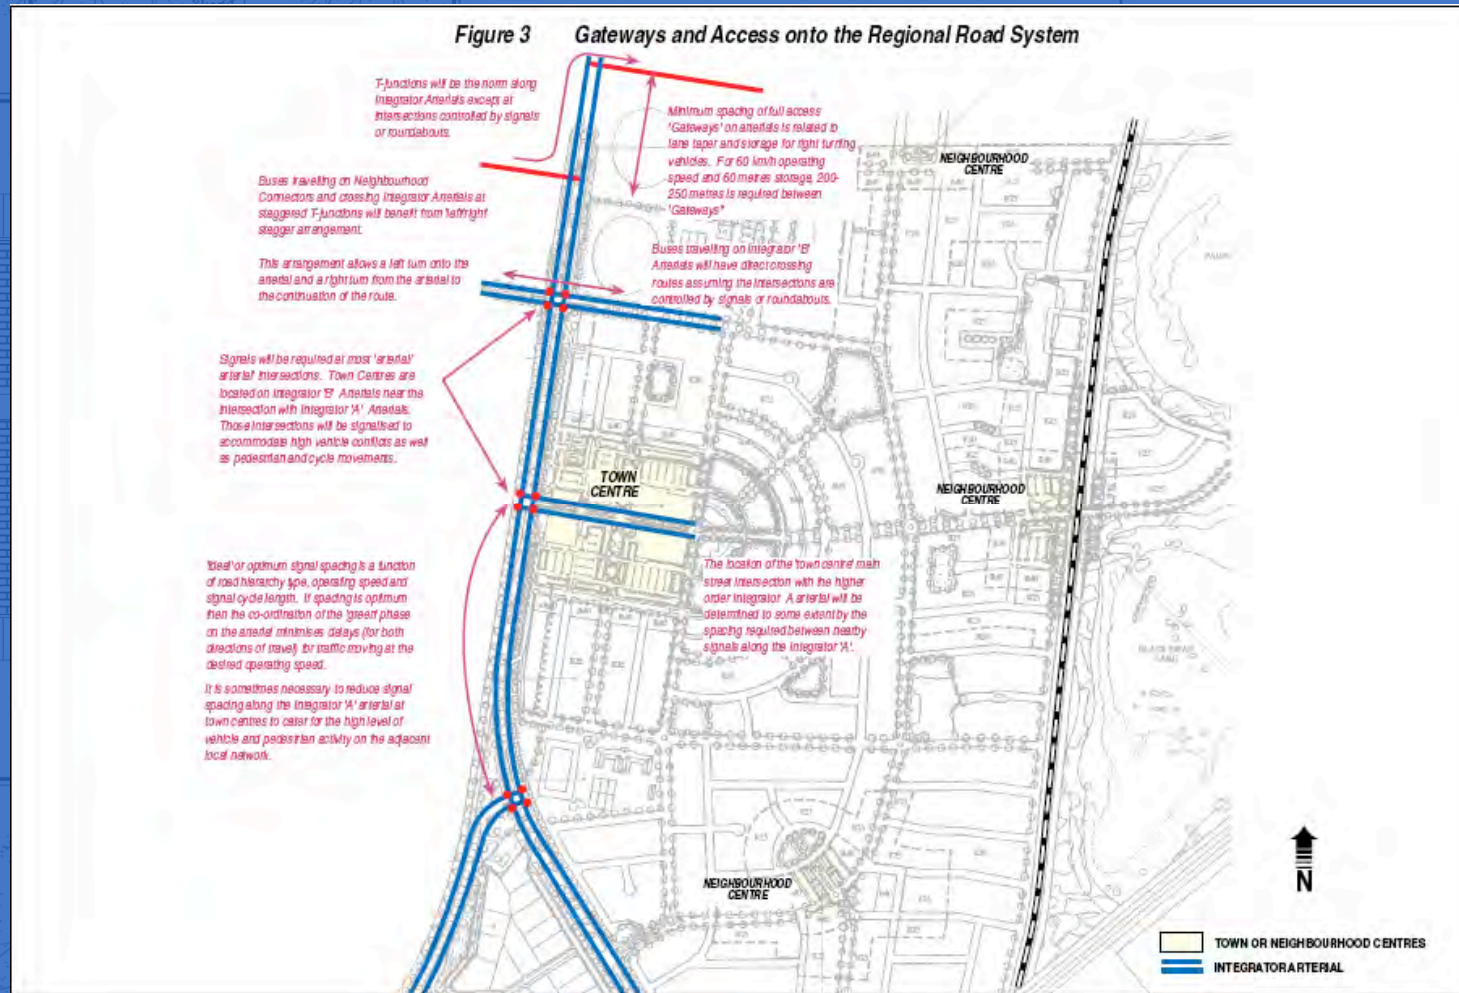 Figure 3 Gateways and Access onto the Regional Road System
T-junctions will be the norm along
Integrator Arterials except at
intersections controlled by signals
or roundabouts.
Minimum spacing of full access
'Gateways' on arterials is related to
lane taper and storage for right turning
vehicles. For 60 km/h operating
speed and 60 metres storage, 200-
250 metres is required between
'Gateways"
Buses travelling on Neighbourhood
Connectors and crossing Integrator Arterials at
staggered T-junctions will benefit from 'left/right'
stagger arrangement.
This arrangement allows a left turn onto the
arterial and a right turn from the arterial to
the continuation of the route.
Buses travelling on Integrator 'B'
Arterials will have direct crossing
routes assuming the intersections are
controlled by signals or roundabouts.
NEIGHBOURHOOD
CENTRE
Signals will be required at most 'arterial/
arterial' intersections. Town Centres are
located on Integrator 'B' Arterials near the
intersection with Integrator 'A' Arterials.
Those intersections will be signalised to
accommodate high vehicle conflicts as well
as pedestrian and cycle movements.
TOWN
CENTRE
NEIGHBOURHOOD
CENTRE
'Ideal' or optimum signal spacing is a function
of road hierarchy type, operating speed and
signal cycle length. If spacing is optimum
then the co-ordination of the 'green' phase
on the arterial minimises delays (for both
directions of travel) for traffic moving at the
desired operating speed.
It is sometimes necessary to reduce signal
spacing along the Integrator 'A' arterial at
town centres to cater for the high level of
vehicle and pedestrian activity on the adjacent
local network.
The location of the 'town centre' main
street intersection with the higher
order Integrator A arterial will be
determined to some extent by the
spacing required between nearby
signals along the Integrator 'A'.
NEIGHBOURHOOD
CENTRE
N
TOWN OR NEIGHBOURHOOD CENTRES
INTEGRATOR ARTERIAL